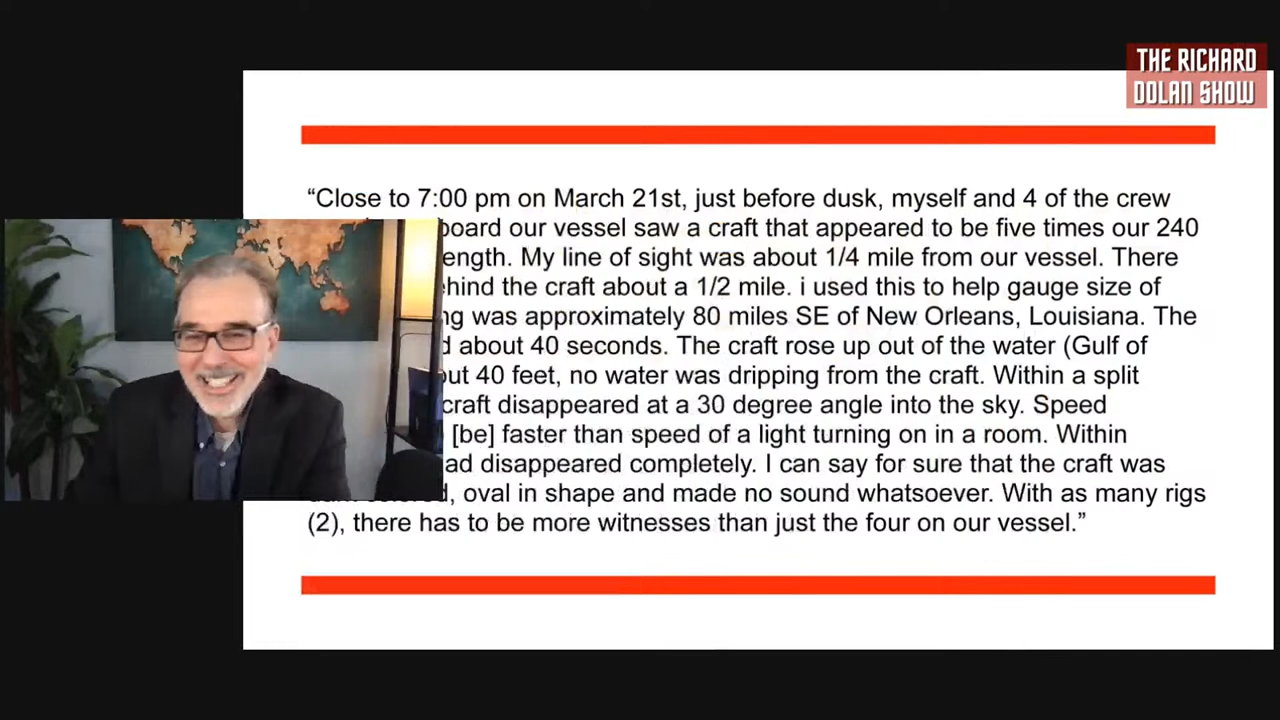 THE RICHARD
DOLAN SHOW
“Close to 7:00 pm on March 21st, just before dusk, myself and 4 of the crew
board our vessel saw a craft that appeared to be five times our 240
length. My line of sight was about 1/4 mile from our vessel. There
the craft about a 1/2 mile. i used this to help gauge size of
was approximately 80 miles SE of New Orleans, Louisiana. The
about 40 seconds. The craft rose up out of the water (Gulf of
40 feet, no water was dripping from the craft. Within a split
craft disappeared at a 30 degree angle into the sky. Speed
[be] faster than speed of a light turning on in a room. Within
disappeared completely. I can say for sure that the craft was
, oval in shape and made no sound whatsoever. With as many rigs
(2), there has to be more witnesses than just the four on our vessel.”